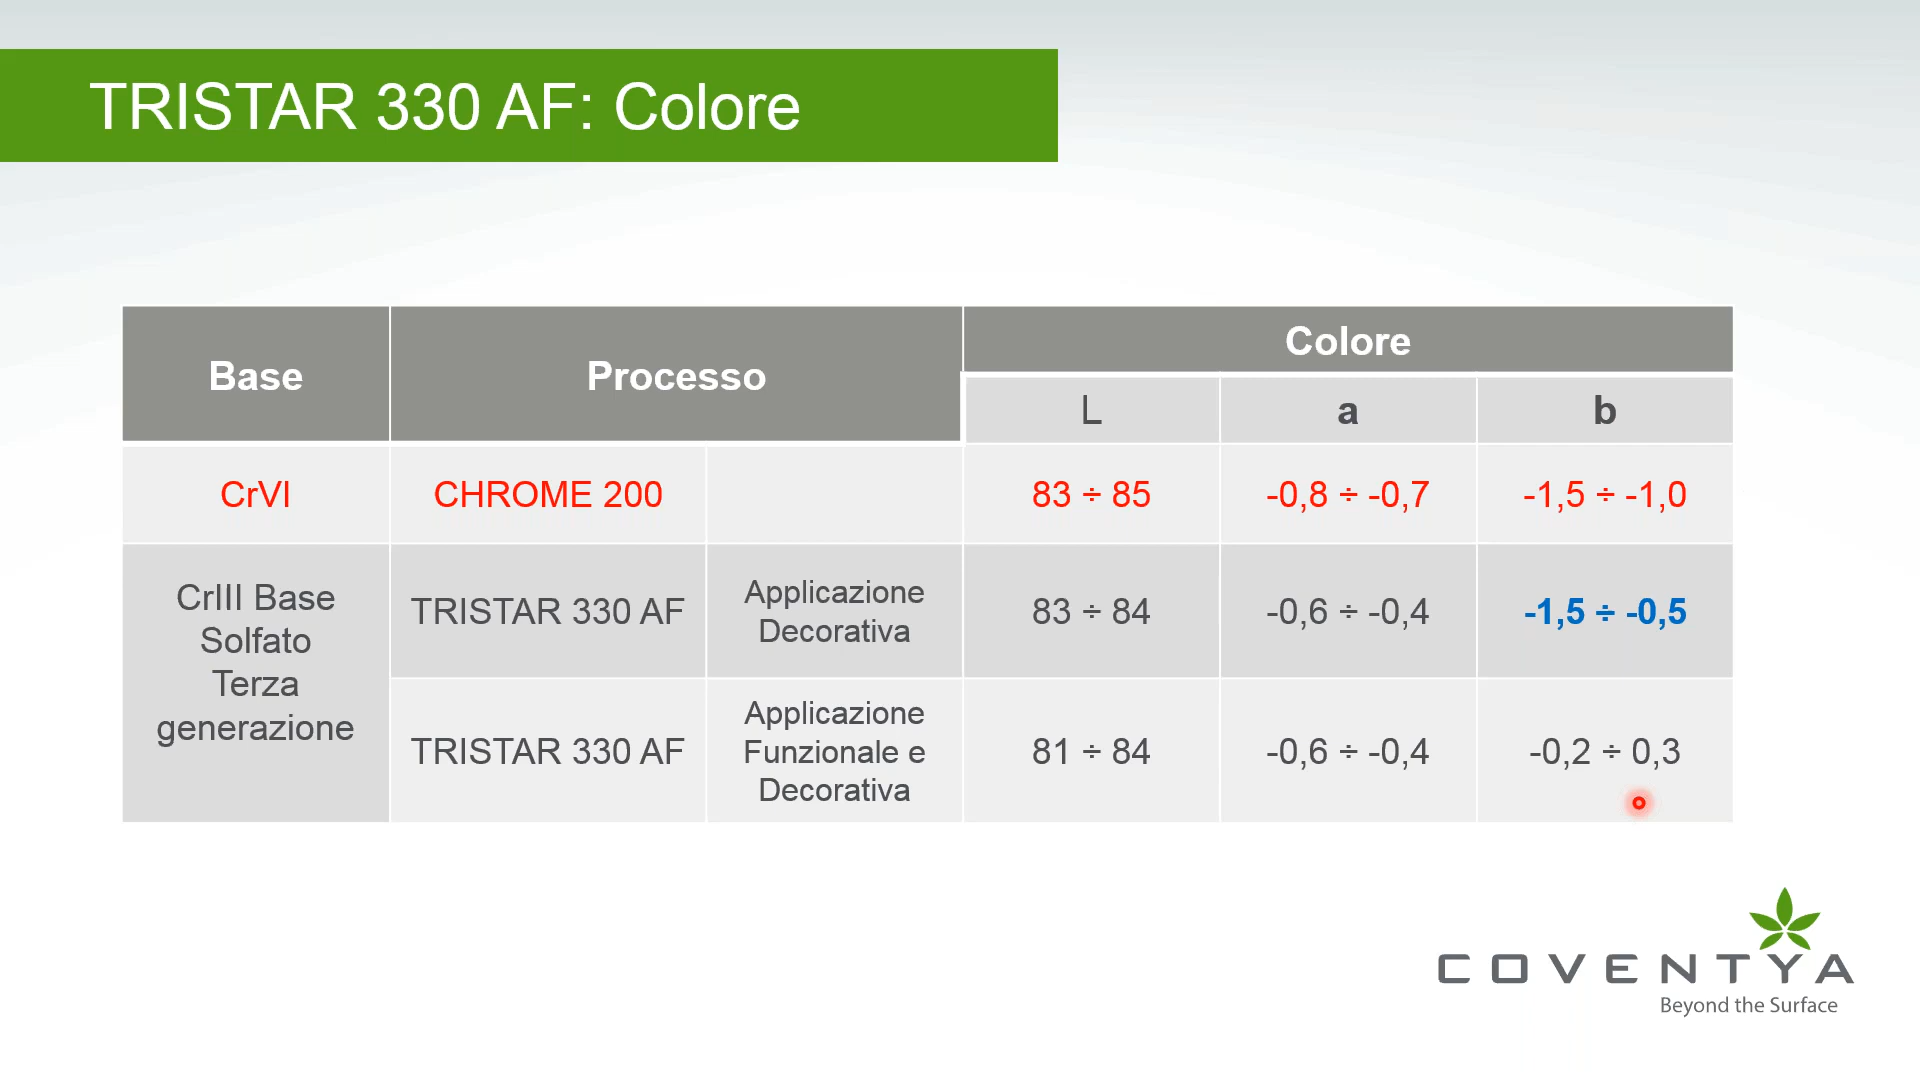 TRISTAR 330 AF: Colore
Base
Processo
Colore
L
a
b
CrVI
CHROME 200
83 ÷ 85
-0,8 ÷ -0,7
-1,5 ÷ -1,0
CrIII Base
Solfato
Terza
generazione
TRISTAR 330 AF
Applicazione
Decorativa
83 ÷ 84
-0,6 ÷ -0,4
-1,5 ÷ -0,5
TRISTAR 330 AF
Applicazione
Funzionale e
Decorativa
81 ÷ 84
-0,6 ÷ -0,4
-0,2 ÷ 0,3
COVENTYA
Beyond the Surface